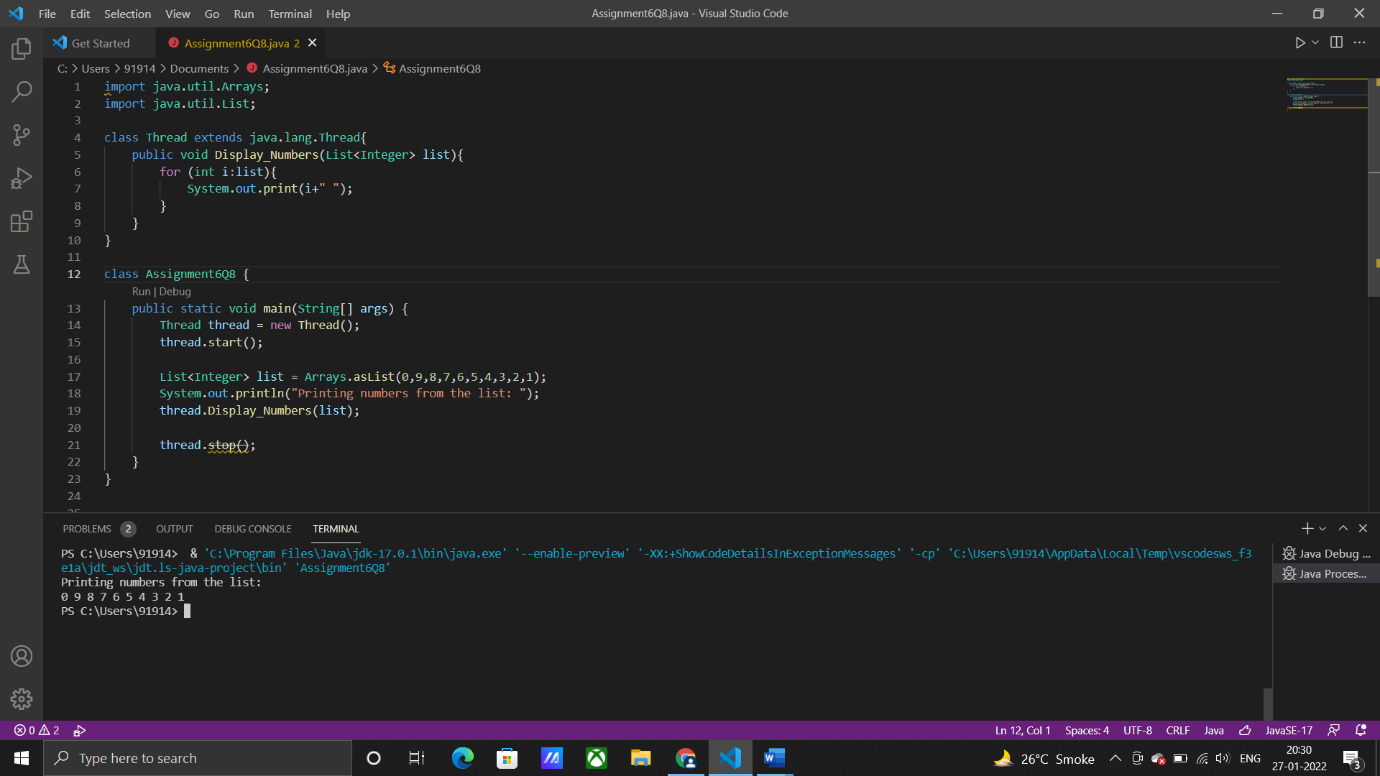 File Edit Selection View Go Run Terminal Help
Assignment6Q8.java - Visual Studio Code
Get Started
Assignment6Q8.java 2
C: > Users > 91914 > Documents > Assignment6Q8.java > Assignment6Q8
1 import java.util.Arrays;
2 import java.util.List;
3
4 class Thread extends java.lang.Thread{
5 public void Display_Numbers(List<Integer> list){
6 for (int i:list){
7 System.out.print(i+" ");
8 }
9 }
10 }
11
12 class Assignment6Q8 {
Run | Debug
13 public static void main(String[] args) {
14 Thread thread = new Thread();
15 thread.start();
16
17 List<Integer> list = Arrays.asList(0,9,8,7,6,5,4,3,2,1);
18 System.out.println("Printing numbers from the list: ");
19 thread.Display_Numbers(list);
20
21 thread.stop();
22 }
23 }
24
PROBLEMS 2 OUTPUT DEBUG CONSOLE TERMINAL
PS C:\Users\91914> & 'C:\Program Files\Java\jdk-17.0.1\bin\java.exe' '--enable-preview' '-XX:+ShowCodeDetailsInExceptionMessages' '-cp' 'C:\Users\91914\AppData\Local\Temp\vscodesws_f3
e1a\jdt_ws\jdt.ls-java-project\bin' 'Assignment6Q8'
Printing numbers from the list:
0 9 8 7 6 5 4 3 2 1
PS C:\Users\91914>
Java Debug ...
Java Proces...
0 2
Ln 12, Col 1 Spaces: 4 UTF-8 CRLF Java JavaSE-17
Type here to search
26°C Smoke
ENG
20:30
27-01-2022
3